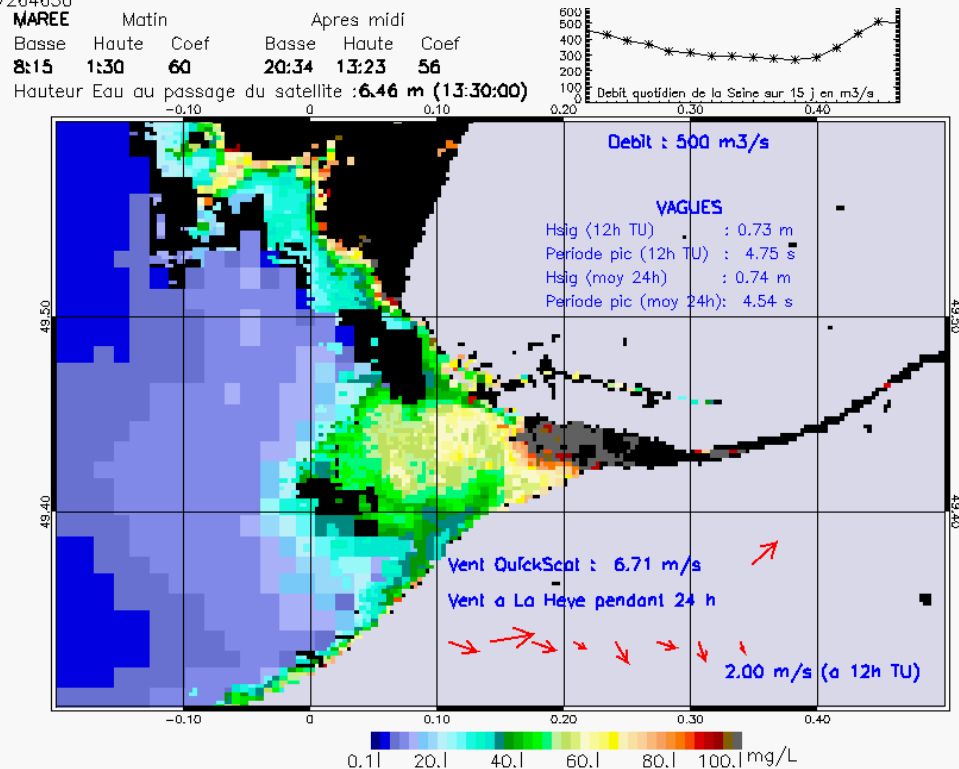 MAREE Matin Apres midi
Basse Haute Coef Basse Haute Coef
8:15 1:30 60 20:34 13:23 56
Hauteur Eau au passage du satellite :6.46 m (13:30:00)
600
500
400
300
200
100
0
Debit quotidien de la Seine sur 15 j en m3/s
-0.10 0 0.10 0.20 0.30 0.40
Debit : 500 m3/s
VAGUES
Hsig (12h TU) : 0.73 m
Periode pic (12h TU) : 4.75 s
Hsig (moy 24h) : 0.74 m
Periode pic (moy 24h): 4.54 s
49.50 49.50
49.40 49.40
Vent QuickScat : 6.71 m/s
Vent a La Heve pendant 24 h
2.00 m/s (a 12h TU)
-0.10 0 0.10 0.20 0.30 0.40
0.1| 20.| 40.| 60.| 80.| 100.| mg/L